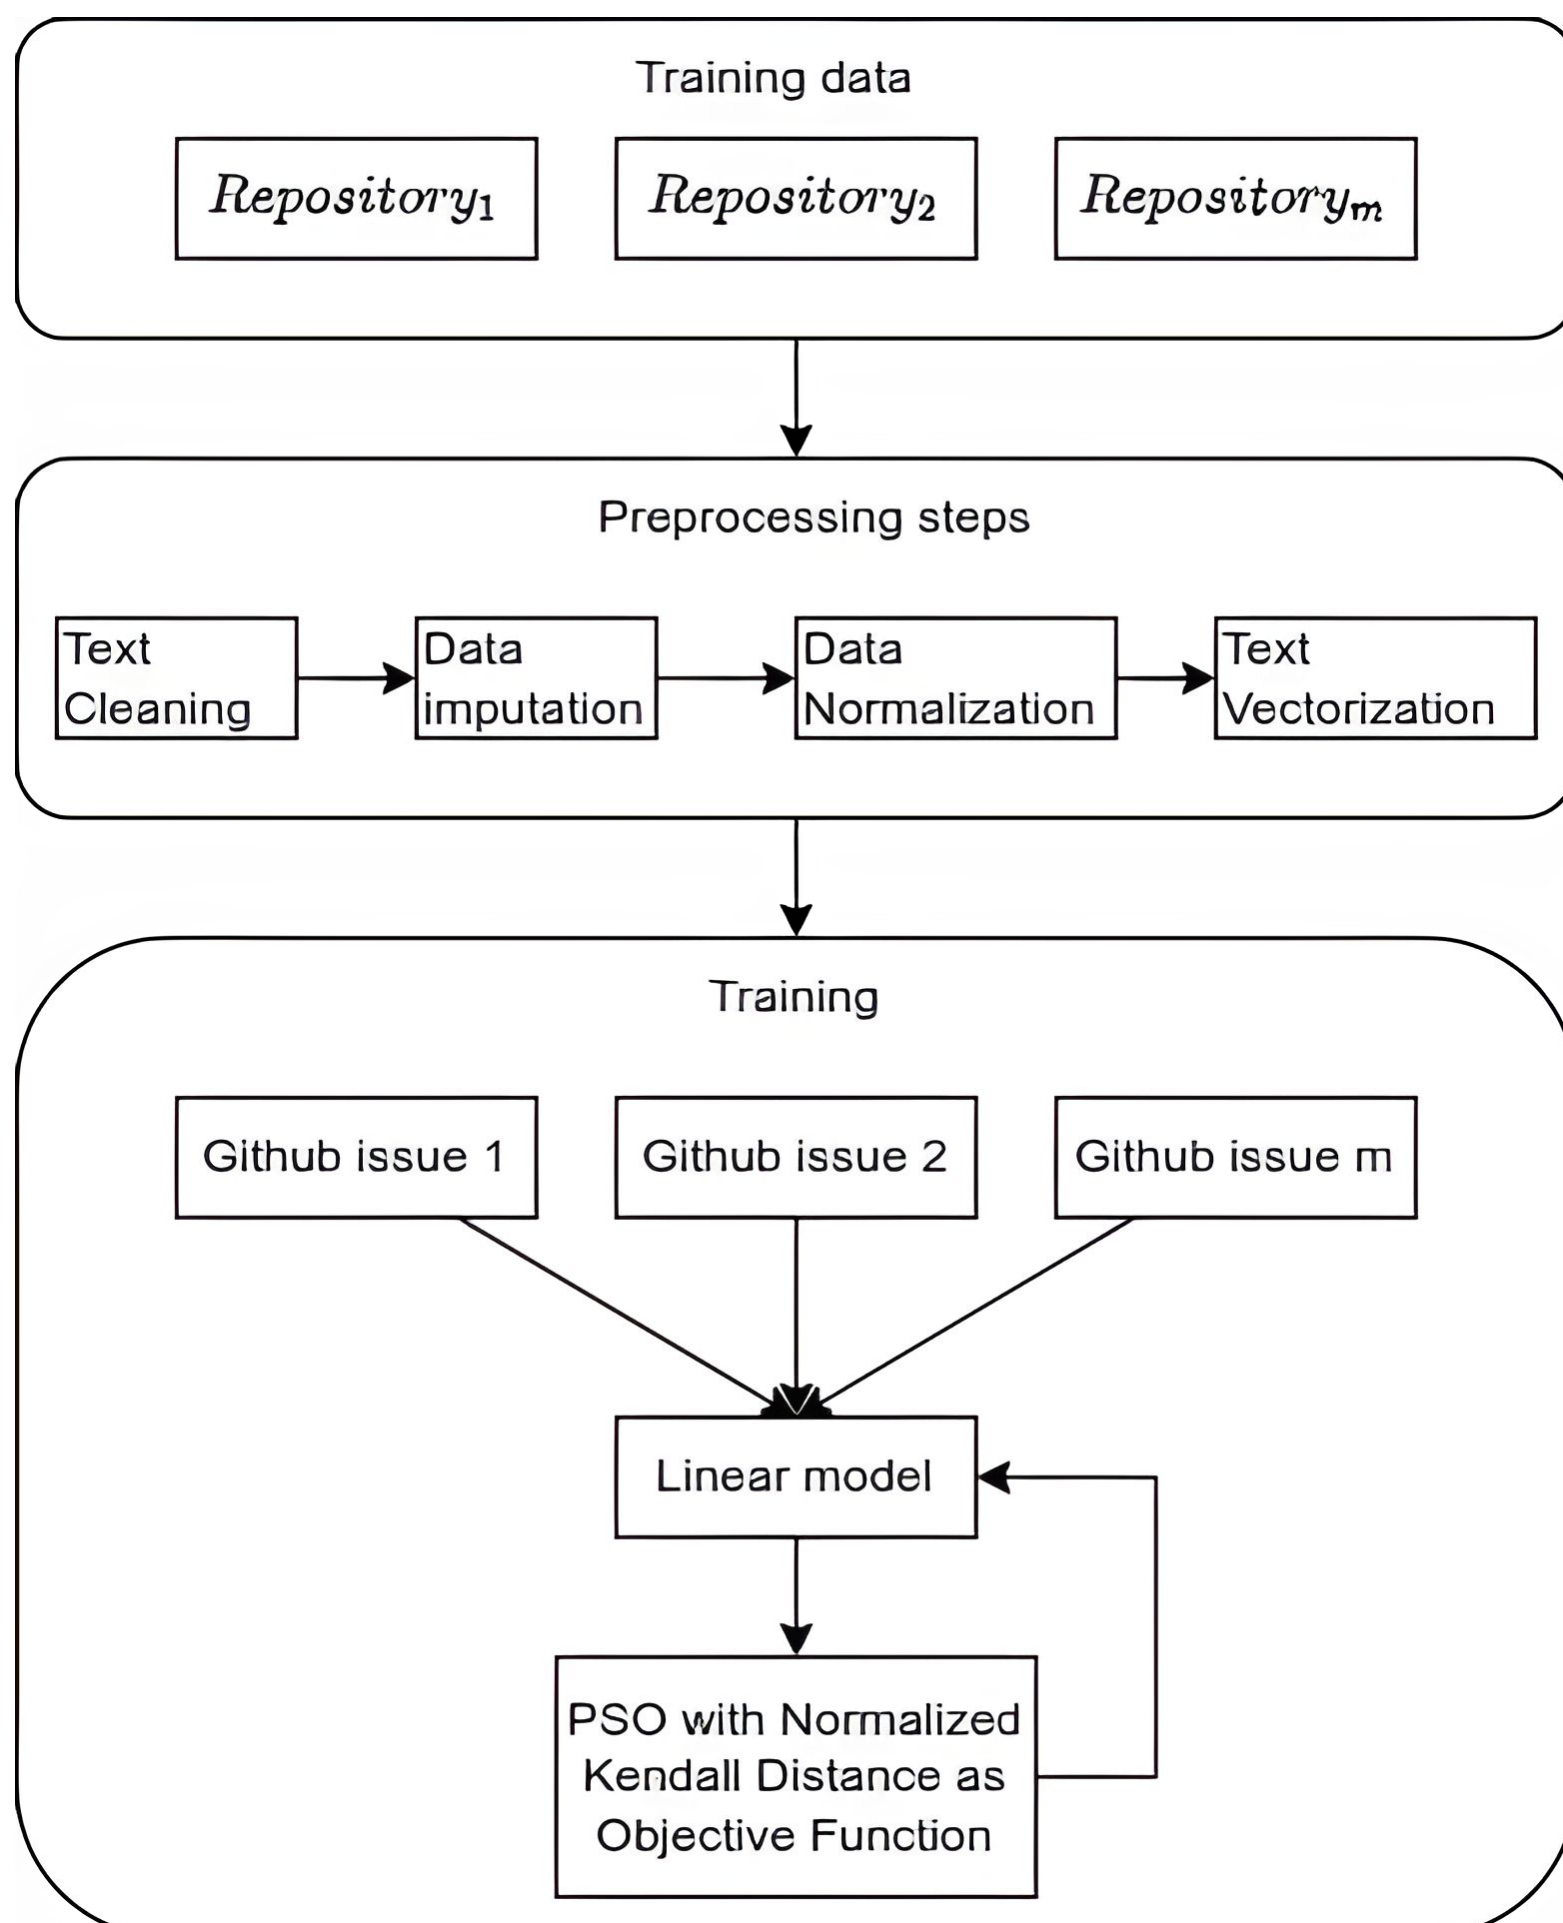 Training data
Repository₁
Repository₂
Repositoryₘ
Preprocessing steps
Text
Cleaning
Data
imputation
Data
Normalization
Text
Vectorization
Training
Github issue 1
Github issue 2
Github issue m
Linear model
PSO with Normalized
Kendall Distance as
Objective Function